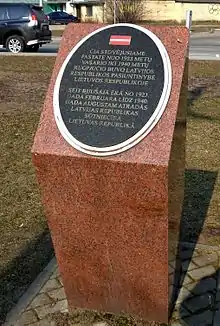 ČIA STOVĖJUSIAME
PASTATE NUO 1923 METŲ
VASARIO IKI 1940 METŲ
RUGPJŪČIO BUVO LATVIJOS
RESPUBLIKOS PASIUNTINYBĖ
LIETUVOS RESPUBLIKOJE
ŠEIT BIJUŠAJĀ ĒKĀ NO 1923.
GADA FEBRUĀRA LĪDZ 1940.
GADA AUGUSTAM ATRADĀS
LATVIJAS REPUBLIKAS
SŪTNIECĪBA
LIETUVAS REPUBLIKĀ